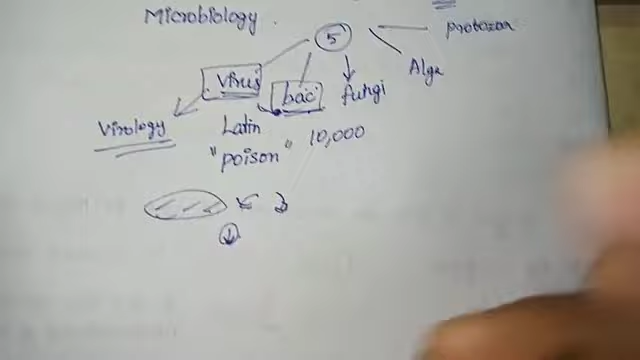 Microbiology.
5 protozoa
Virus bac fungi Alga
Virology Latin 10,000
"poison"